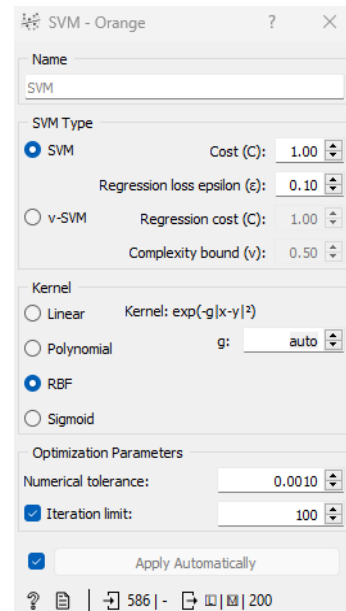 SVM - Orange ? ×
Name
SVM
SVM Type
SVM Cost (C): 1.00
Regression loss epsilon (ε): 0.10
ν-SVM Regression cost (C): 1.00
Complexity bound (ν): 0.50
Kernel
Linear Kernel: exp(-g|x-y|²)
Polynomial g: auto
RBF
Sigmoid
Optimization Parameters
Numerical tolerance: 0.0010
Iteration limit: 100
Apply Automatically
? 586 | - | | 200